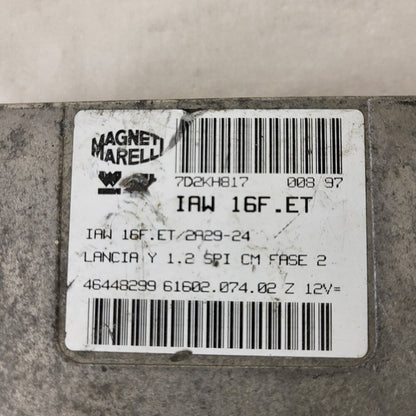 MAGNETI
MARELLI
7D2KH817 008 97
IAW 16F.ET
IAW 16F.ET/2A29-24
LANCIA Y 1.2 SPI CM FASE 2
46448299 61602.074.02 Z 12V=